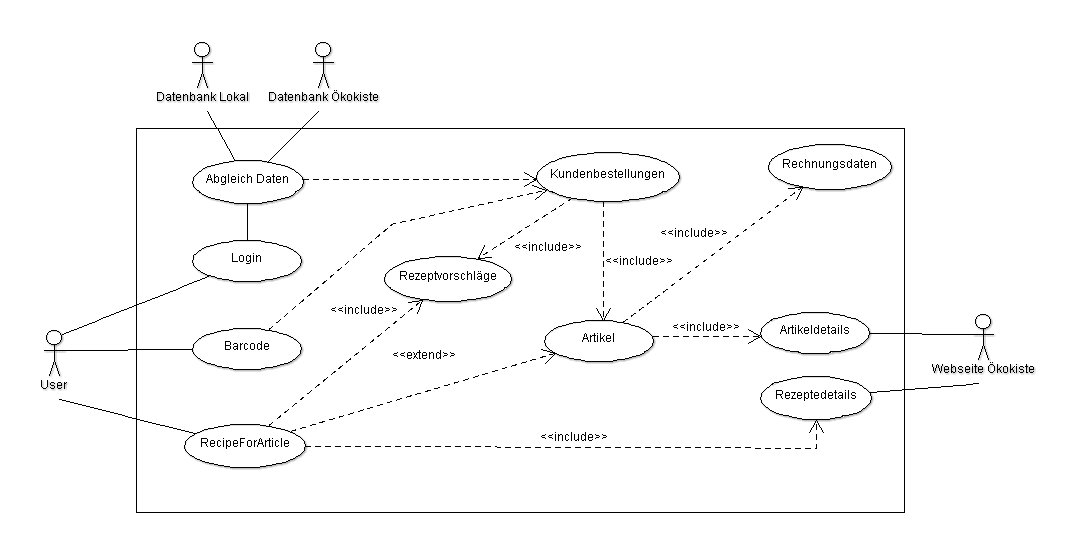 Datenbank Lokal
Datenbank Ökokiste
Abgleich Daten
Kundenbestellungen
Rechnungsdaten
<<include>>
<<include>>
<<include>>
Login
Rezeptvorschläge
<<include>>
<<include>>
Artikeldetails
Artikel
Barcode
<<extend>>
Webseite Ökokiste
User
Rezeptedetails
<<include>>
RecipeForArticle